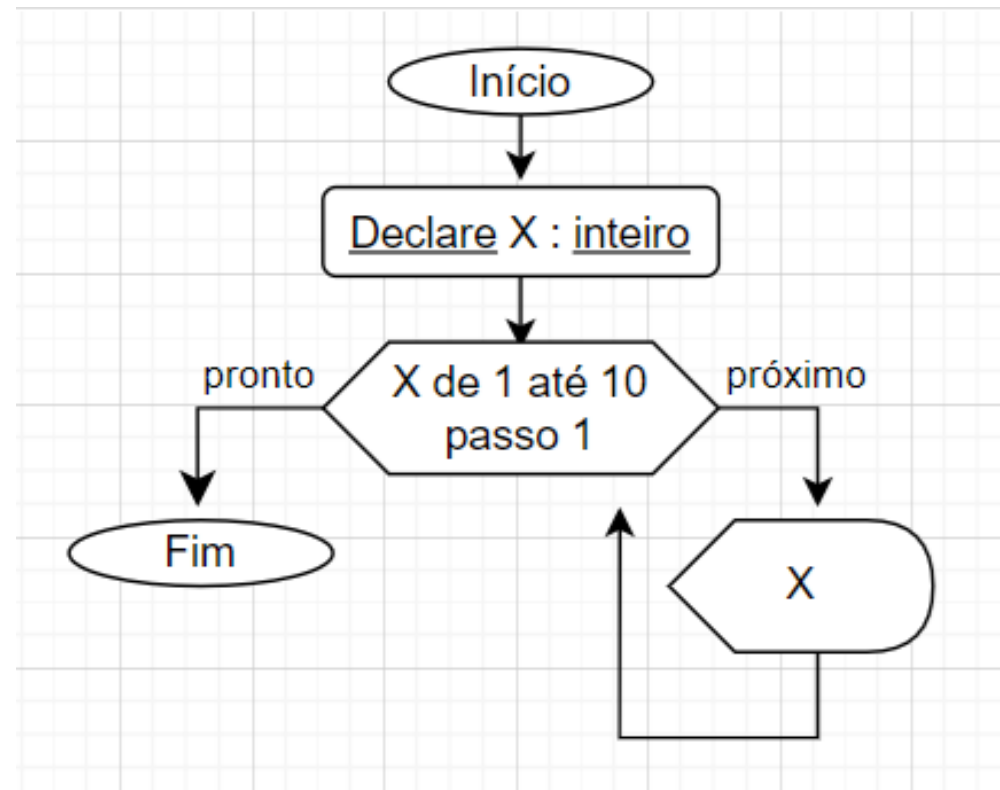 Início
Declare X : inteiro
pronto
X de 1 até 10
passo 1
próximo
Fim
X